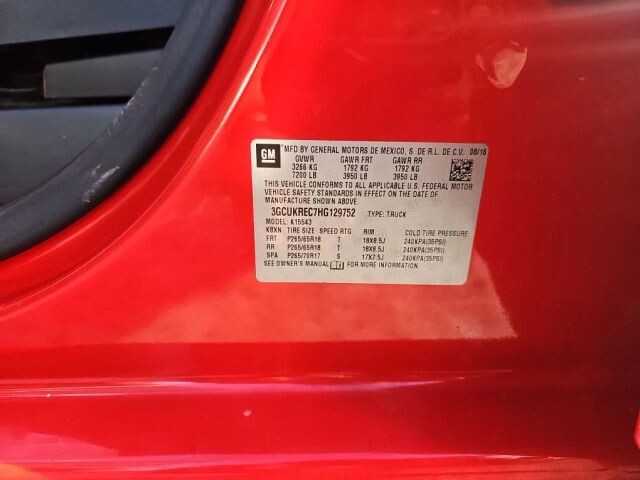 GM MFD BY GENERAL MOTORS DE MEXICO, S. DE R.L. DE C.V. 08/16
GVWR GAWR FRT GAWR RR
3266 KG 1792 KG 1792 KG
7200 LB 3950 LB 3950 LB
THIS VEHICLE CONFORMS TO ALL APPLICABLE U.S. FEDERAL MOTOR
VEHICLE SAFETY STANDARDS IN EFFECT ON THE DATE OF
MANUFACTURE SHOWN ABOVE.
3GCUKREC7HG129752 TYPE: TRUCK
MODEL: K15543
KBXN TIRE SIZE: SPEED RTG RIM COLD TIRE PRESSURE
FRT P265/65R18 T 18X8.5J 240KPA(35PSI)
RR P265/65R18 T 18X8.5J 240KPA(35PSI)
SPA P265/70R17 S 17X7.5J 240KPA(35PSI)
SEE OWNER'S MANUAL FOR MORE INFORMATION.